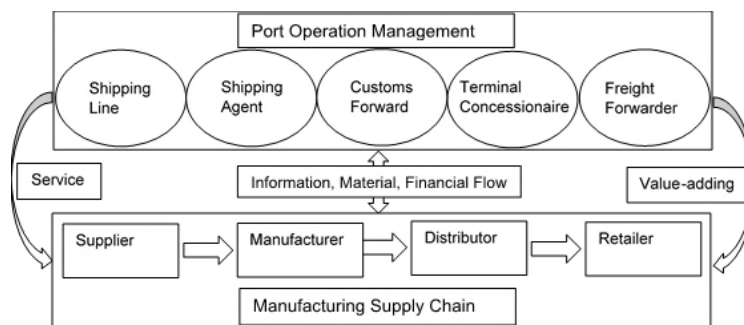 Port Operation Management
Shipping
Line
Shipping
Agent
Customs
Forward
Terminal
Concessionaire
Freight
Forwarder
Service
Information, Material, Financial Flow
Value-adding
Supplier
Manufacturer
Distributor
Retailer
Manufacturing Supply Chain